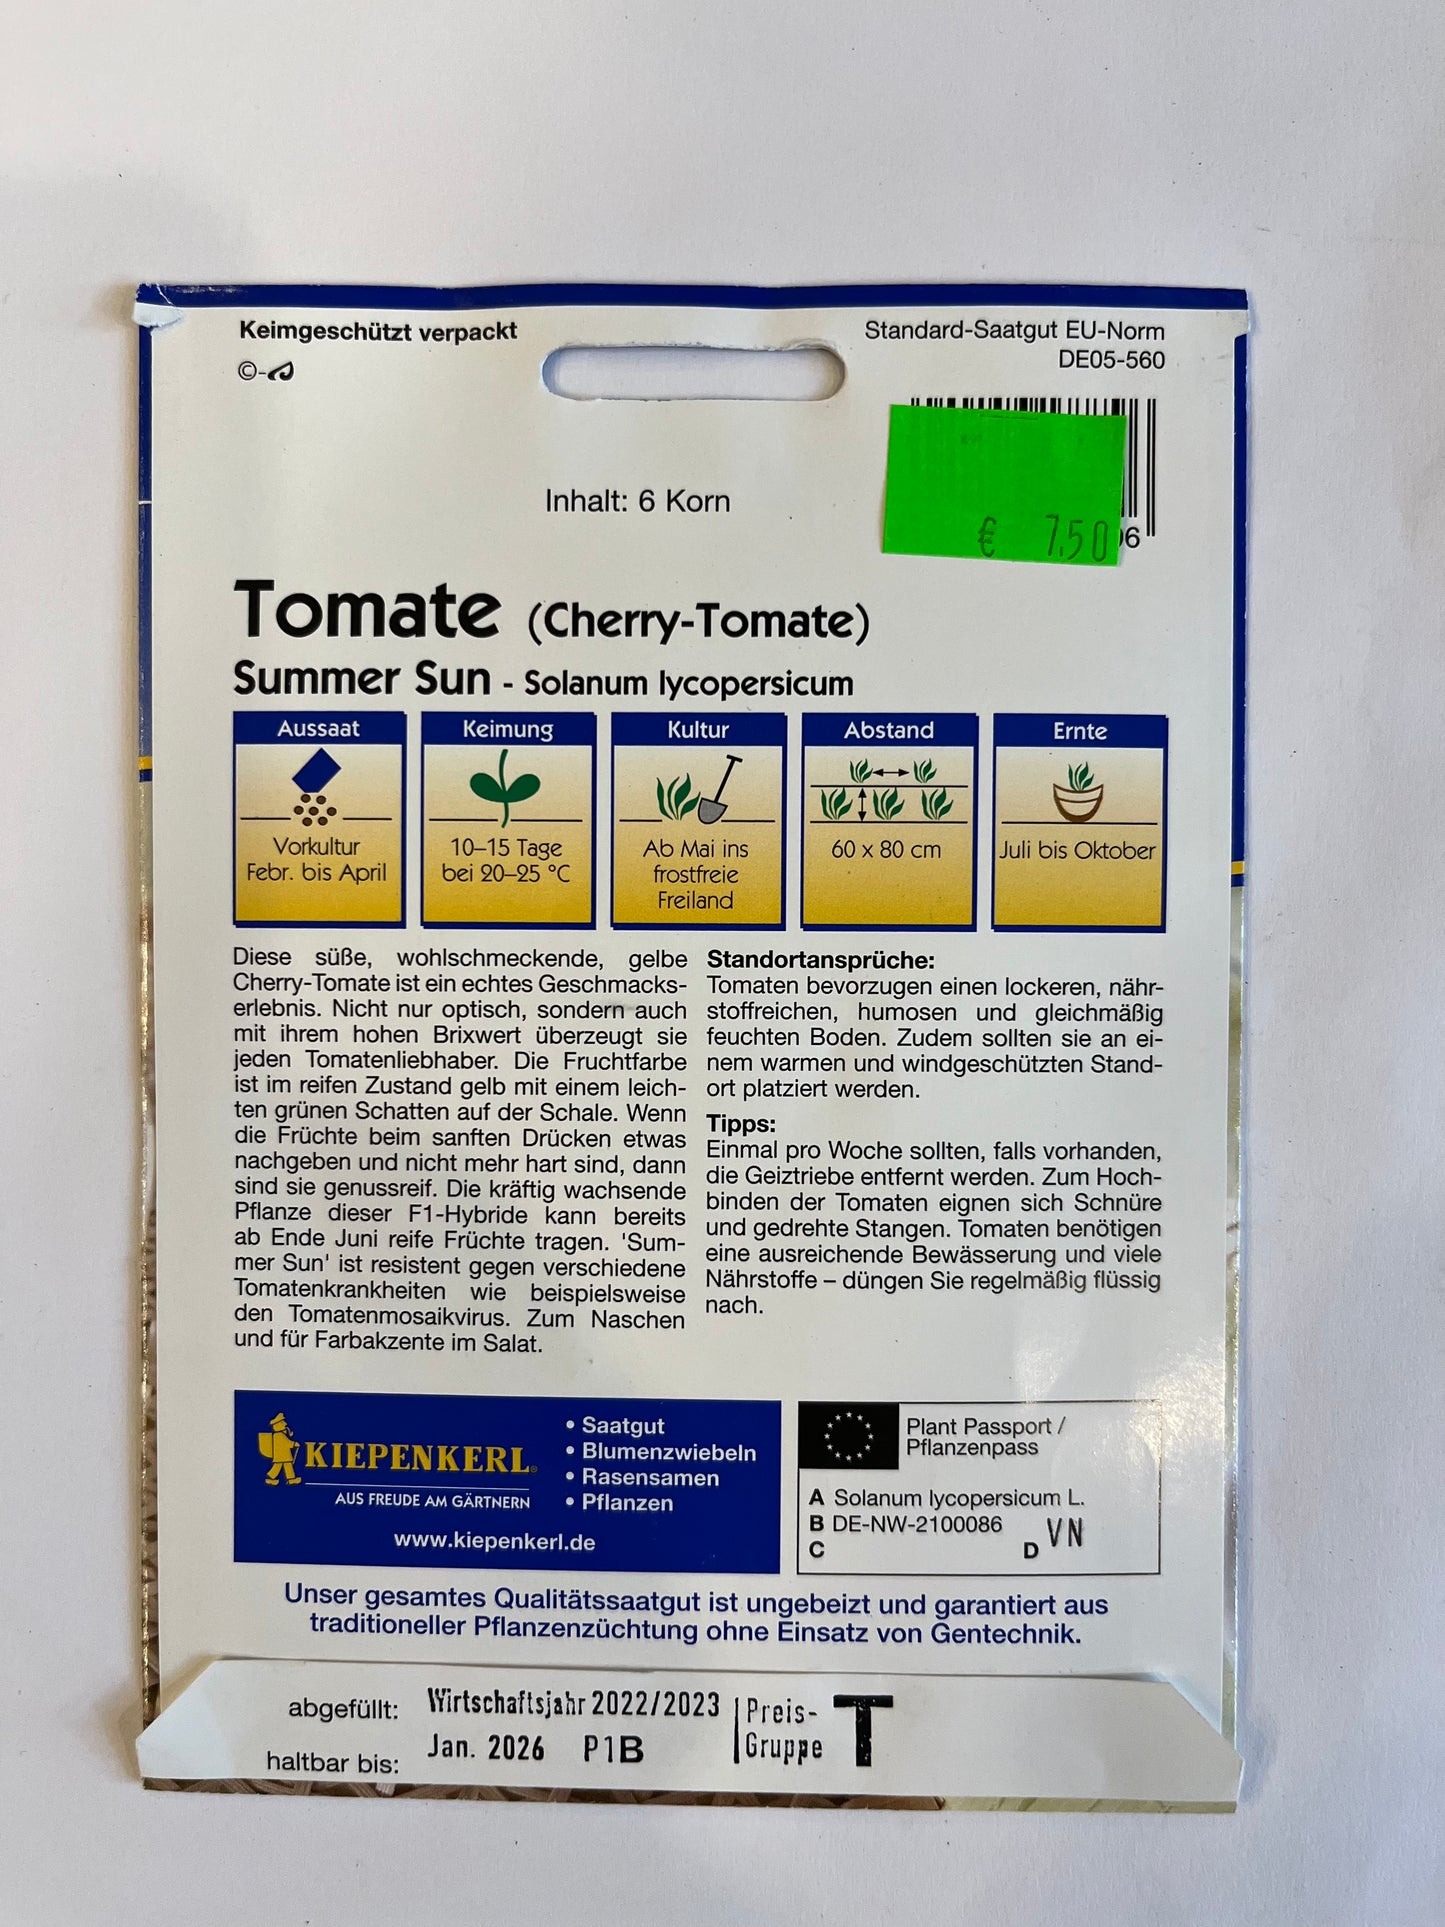 Keimgeschützt verpackt
©-
Standard-Saatgut EU-Norm
DE05-560
€ 7,50
6
Inhalt: 6 Korn
Tomate (Cherry-Tomate)
Summer Sun - Solanum lycopersicum
Aussaat
Vorkultur
Febr. bis April
Keimung
10–15 Tage
bei 20–25 °C
Kultur
Ab Mai ins
frostfreie
Freiland
Abstand
60 x 80 cm
Ernte
Juli bis Oktober
Diese süße, wohlschmeckende, gelbe
Cherry-Tomate ist ein echtes Geschmacks-
erlebnis. Nicht nur optisch, sondern auch
mit ihrem hohen Brixwert überzeugt sie
jeden Tomatenliebhaber. Die Fruchtfarbe
ist im reifen Zustand gelb mit einem leich-
ten grünen Schatten auf der Schale. Wenn
die Früchte beim sanften Drücken etwas
nachgeben und nicht mehr hart sind, dann
sind sie genussreif. Die kräftig wachsende
Pflanze dieser F1-Hybride kann bereits
ab Ende Juni reife Früchte tragen. 'Sum-
mer Sun' ist resistent gegen verschiedene
Tomatenkrankheiten wie beispielsweise
den Tomatenmosaikvirus. Zum Naschen
und für Farbakzente im Salat.
Standortansprüche:
Tomaten bevorzugen einen lockeren, nähr-
stoffreichen, humosen und gleichmäßig
feuchten Boden. Zudem sollten sie an ei-
nem warmen und windgeschützten Stand-
ort platziert werden.
Tipps:
Einmal pro Woche sollten, falls vorhanden,
die Geiztriebe entfernt werden. Zum Hoch-
binden der Tomaten eignen sich Schnüre
und gedrehte Stangen. Tomaten benötigen
eine ausreichende Bewässerung und viele
Nährstoffe – düngen Sie regelmäßig flüssig
nach.
KIEPENKERL®
AUS FREUDE AM GÄRTNERN
• Saatgut
• Blumenzwiebeln
• Rasensamen
• Pflanzen
www.kiepenkerl.de
Plant Passport /
Pflanzenpass
A Solanum lycopersicum L.
B DE-NW-2100086
C D VN
Unser gesamtes Qualitätssaatgut ist ungebeizt und garantiert aus
traditioneller Pflanzenzüchtung ohne Einsatz von Gentechnik.
abgefüllt: Wirtschaftsjahr 2022/2023
haltbar bis: Jan. 2026 P1B
Preis-
Gruppe T